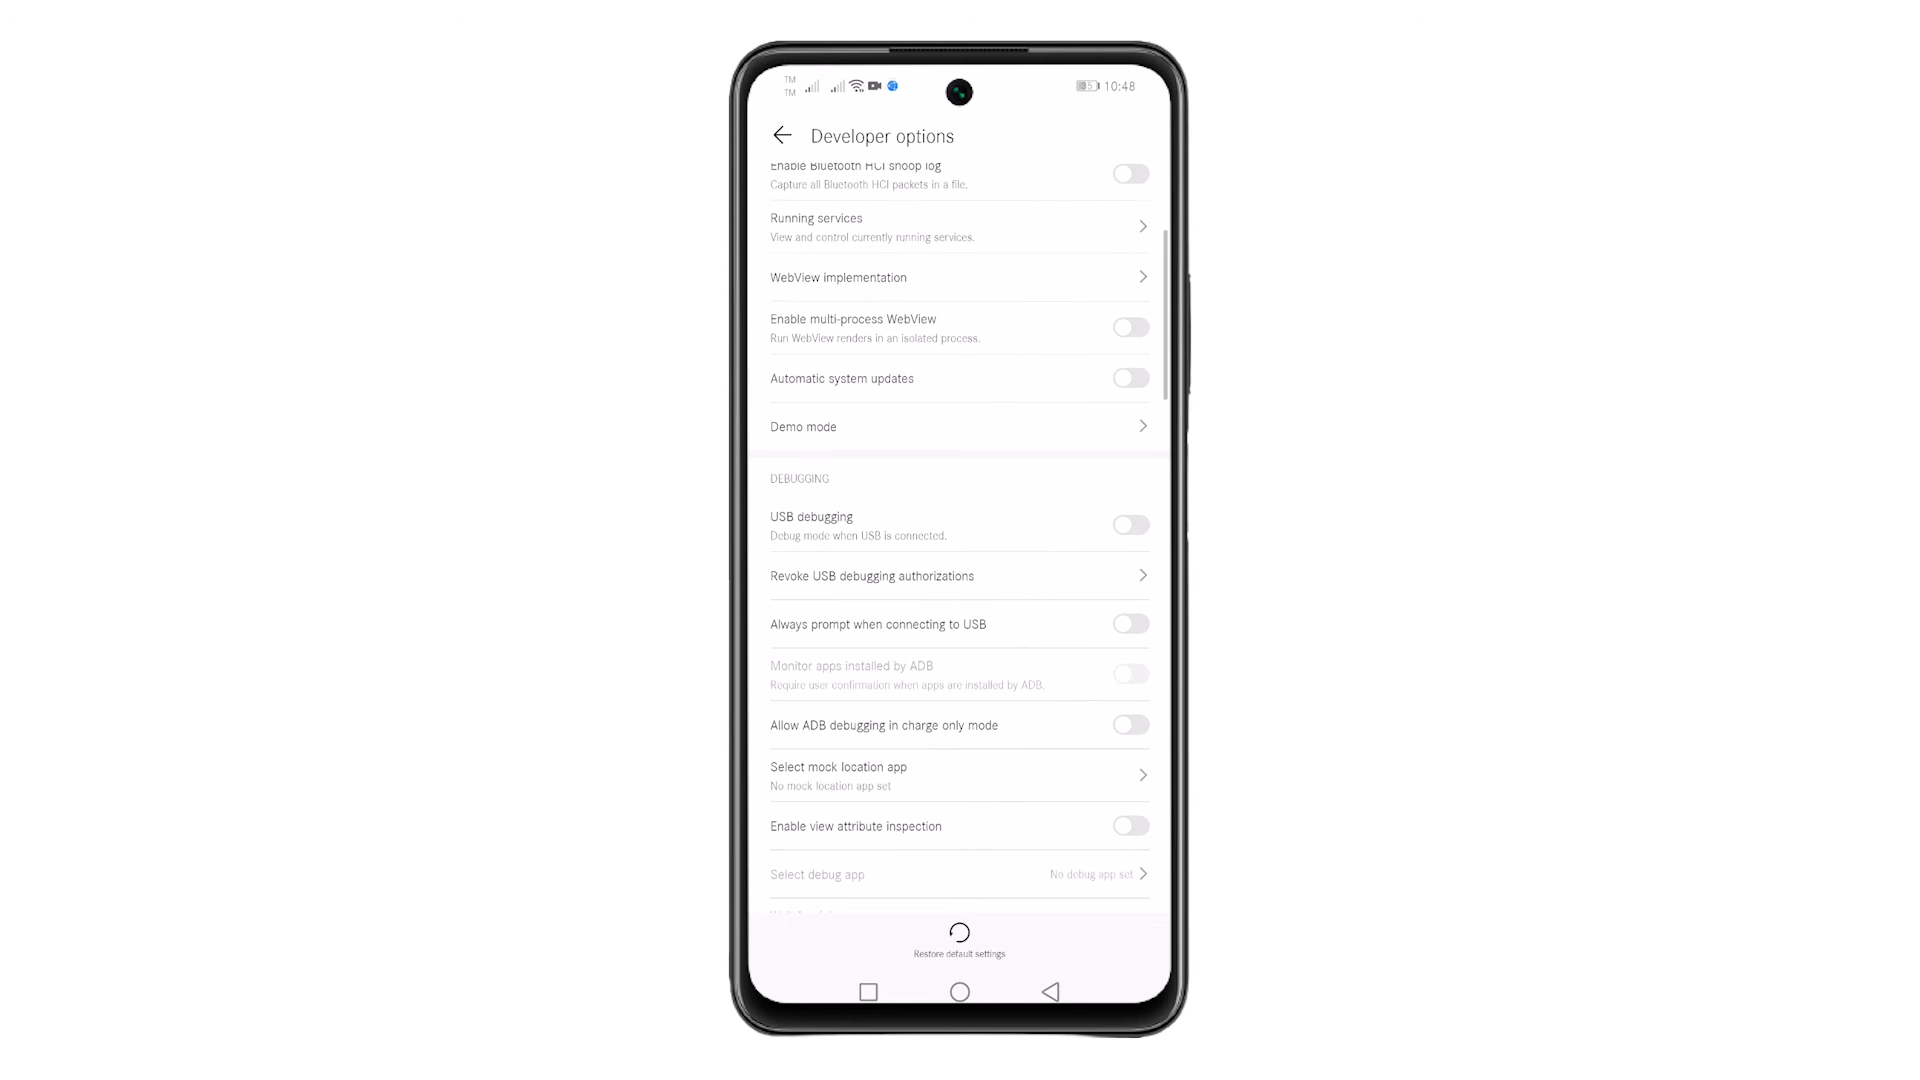 TM
TM
5
10:48
Developer options
Enable Bluetooth HCI snoop log
Capture all Bluetooth HCI packets in a file.
Running services
View and control currently running services.
WebView implementation
Enable multi-process WebView
Run WebView renders in an isolated process.
Automatic system updates
Demo mode
DEBUGGING
USB debugging
Debug mode when USB is connected.
Revoke USB debugging authorizations
Always prompt when connecting to USB
Monitor apps installed by ADB
Require user confirmation when apps are installed by ADB.
Allow ADB debugging in charge only mode
Select mock location app
No mock location app set
Enable view attribute inspection
Select debug app
No debug app set
Restore default settings